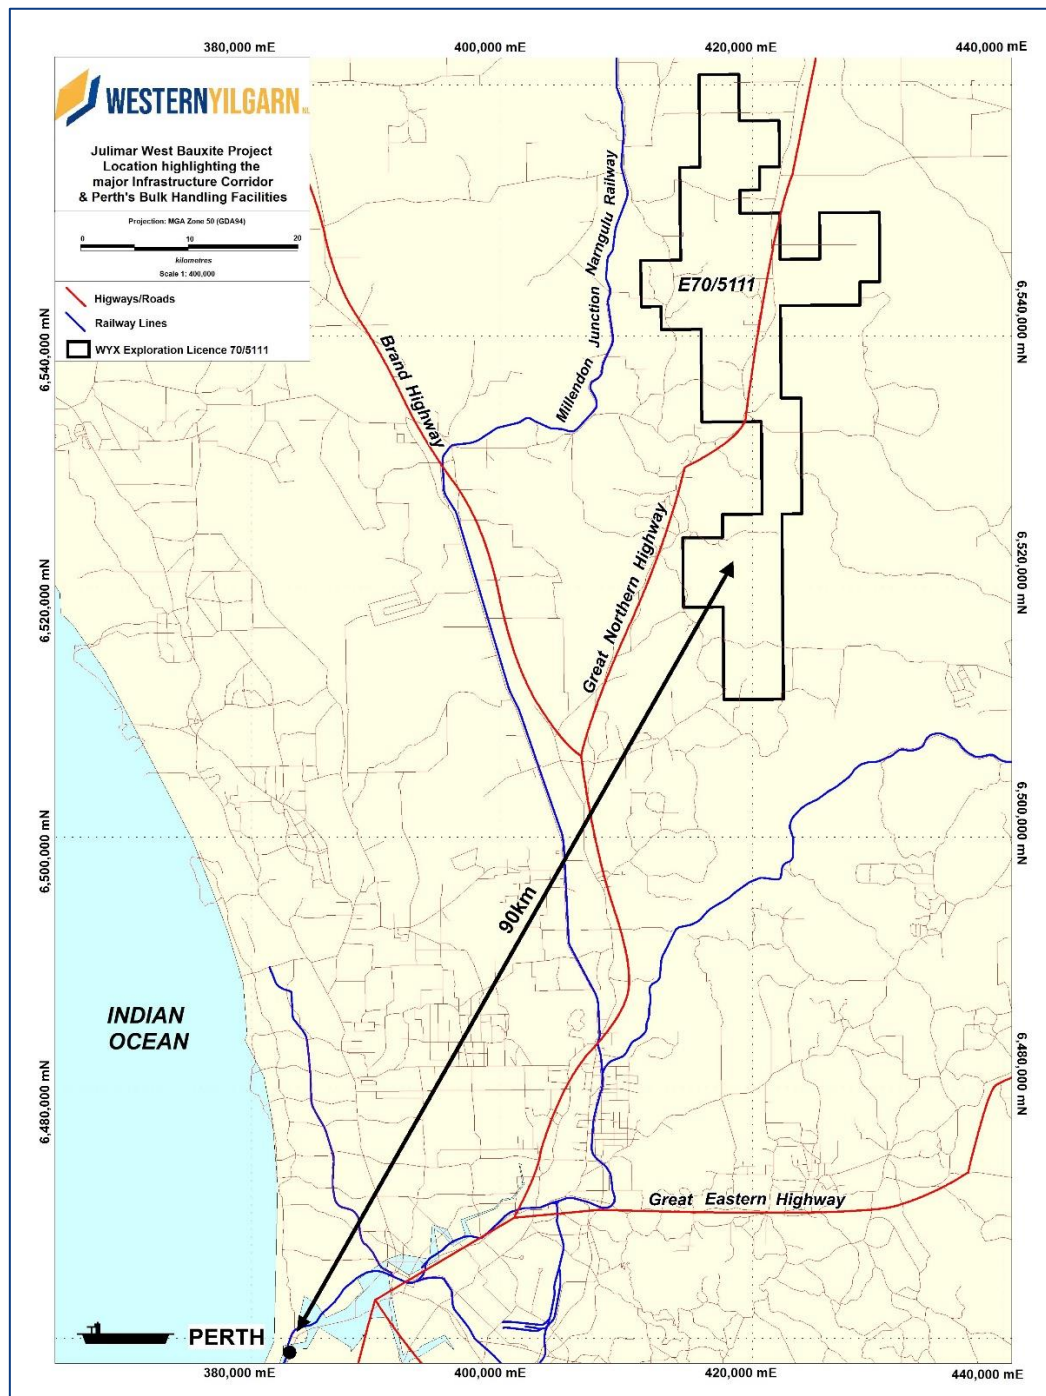 380,000 mE 400,000 mE 420,000 mE 440,000 mE
WESTERNYILGARN
Julimar West Bauxite Project
Location highlighting the
major Infrastructure Corridor
& Perth's Bulk Handling Facilities
Projection: MGA Zone 50 (GDA94)
0 10 20
kilometres
Scale 1: 400,000
Higways/Roads
Railway Lines
WYX Exploration Licence 70/5111
Millendon Junction Narngulu Railway
E70/5111
6,540,000 mN
6,540,000 mN
Brand Highway
Great Northern Highway
6,520,000 mN
6,520,000 mN
6,500,000 mN
6,500,000 mN
90km
INDIAN
OCEAN
6,480,000 mN
6,480,000 mN
Great Eastern Highway
PERTH
380,000 mE 400,000 mE 420,000 mE 440,000 mE